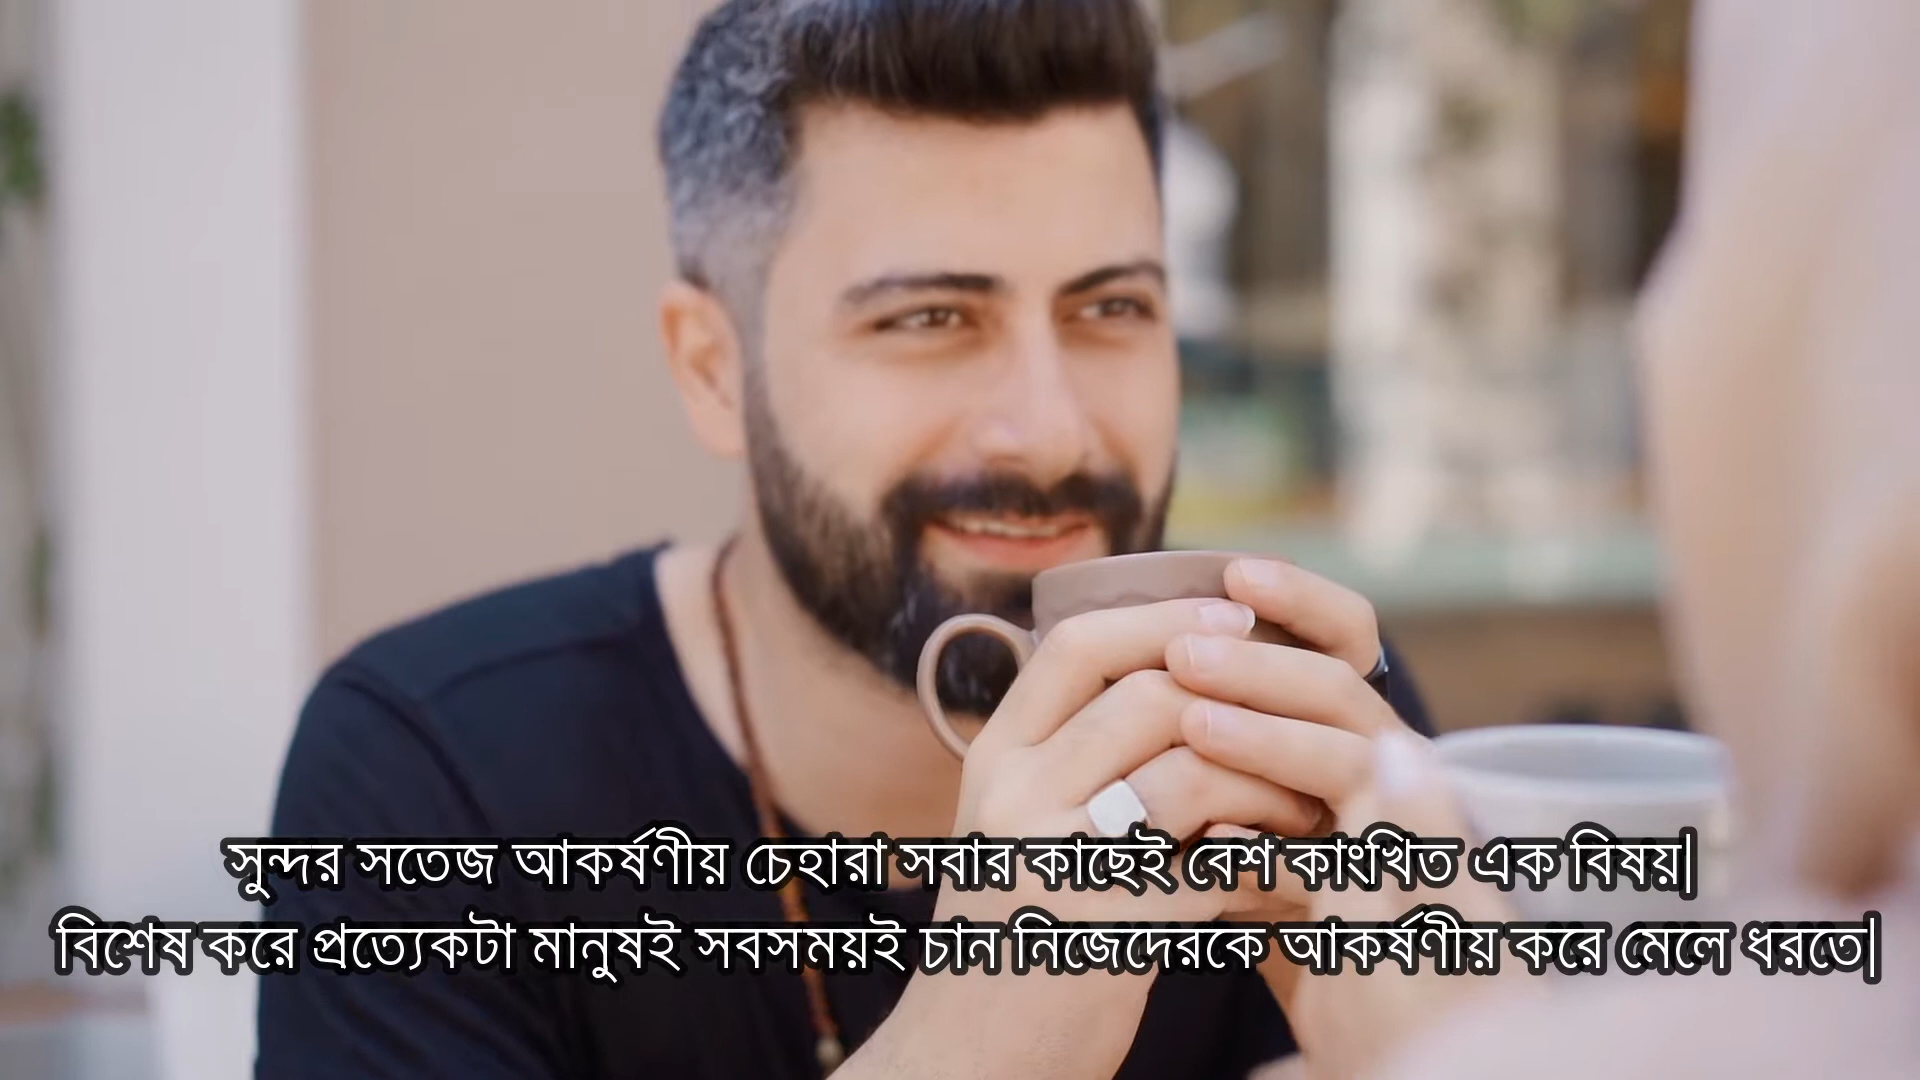 সুন্দর সতেজ আকর্ষণীয় চেহারা সবার কাছেই বেশ কাংখিত এক বিষয়|
বিশেষ করে প্রত্যেকটা মানুষই সবসময়ই চান নিজেদেরকে আকর্ষণীয় করে মেলে ধরতে|